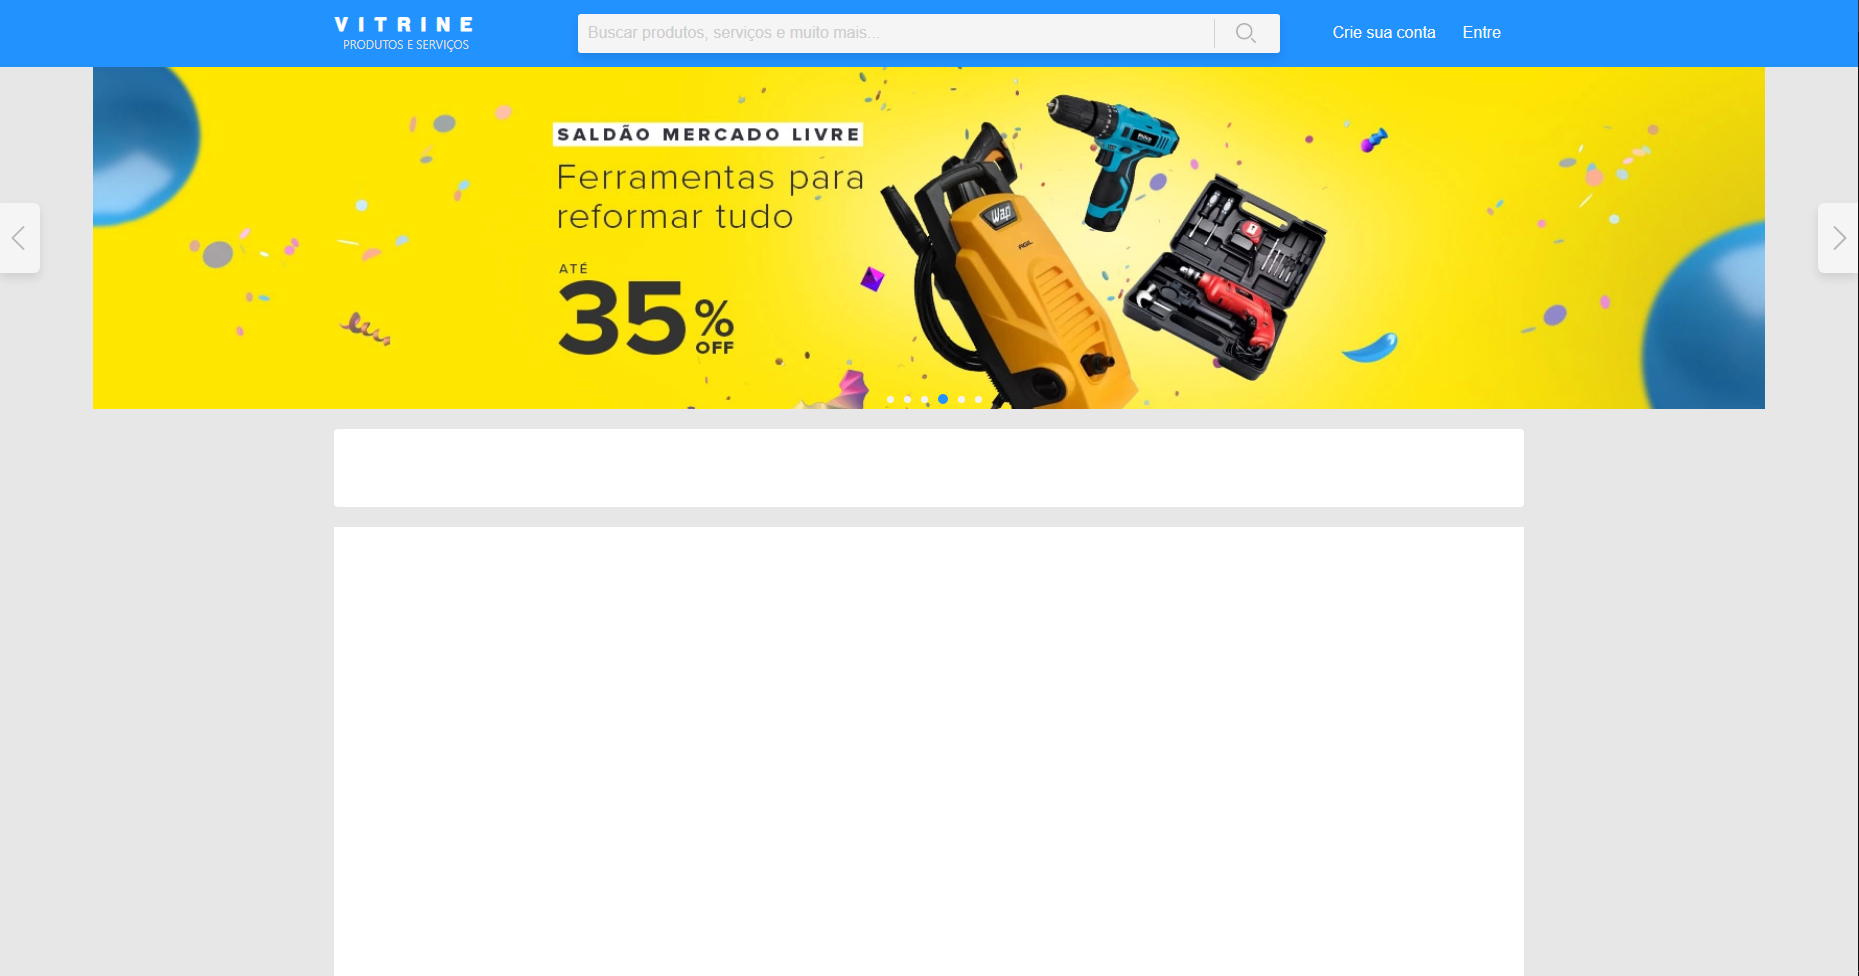 VITRINE
PRODUTOS E SERVIÇOS
Buscar produtos, serviços e muito mais...
Crie sua conta
Entre
SALDÃO MERCADO LIVRE
Ferramentas para
reformar tudo
ATÉ
35%
OFF
Wap
AGIL